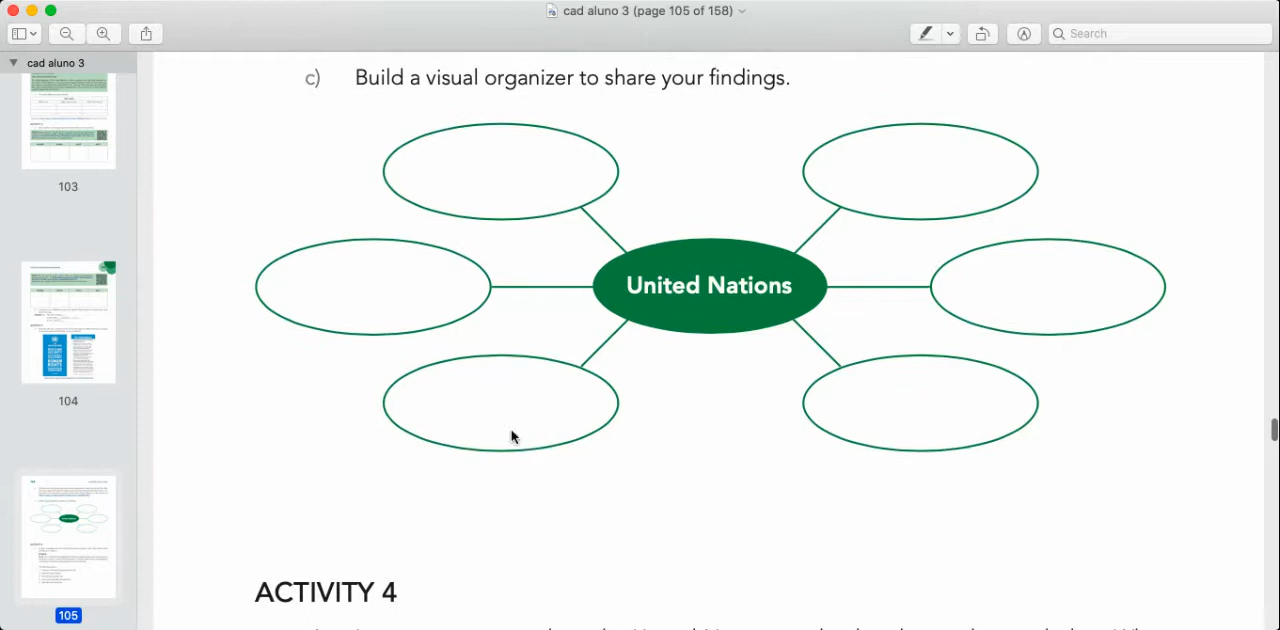 cad aluno 3 (page 105 of 158)
Search
cad aluno 3
103
104
105
c) Build a visual organizer to share your findings.
United Nations
ACTIVITY 4